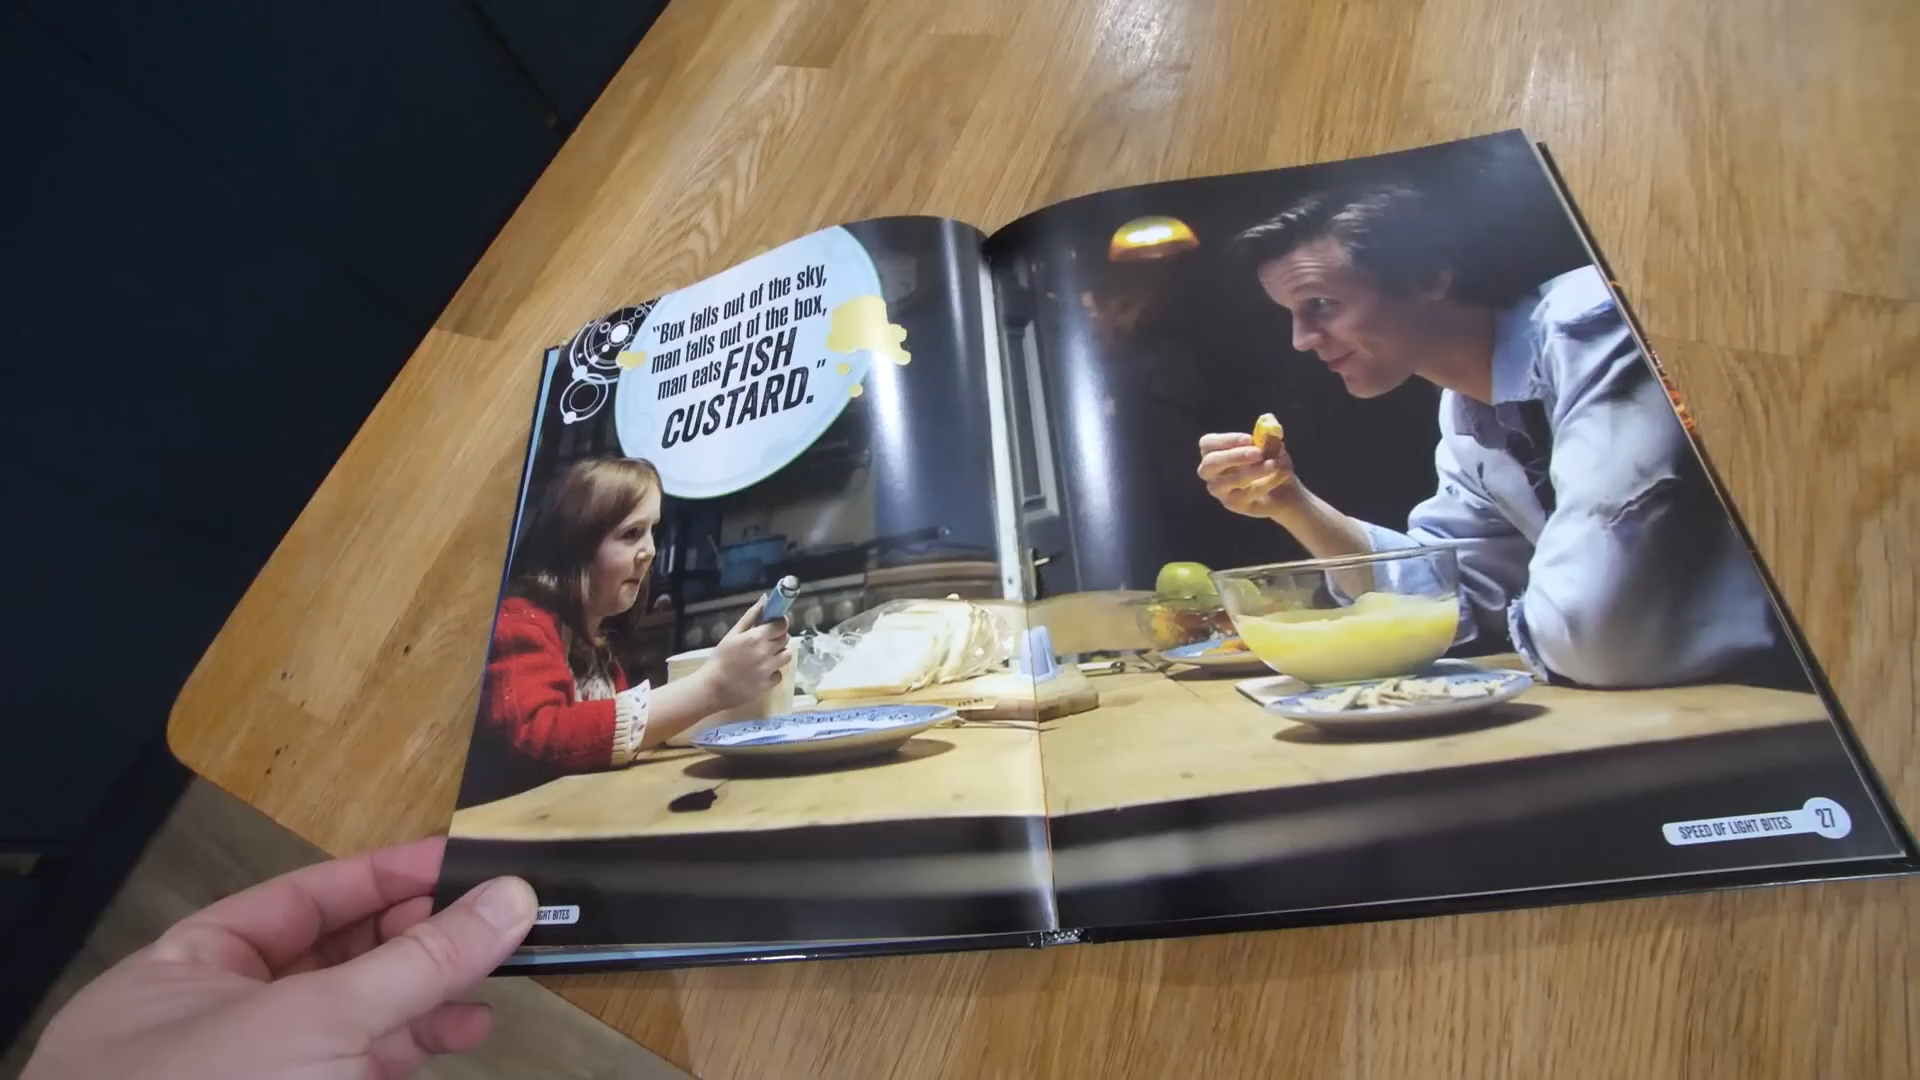 "Box falls out of the sky,
man falls out of the box,
man eats FISH
CUSTARD."
LIGHT BITES
SPEED OF LIGHT BITES 27